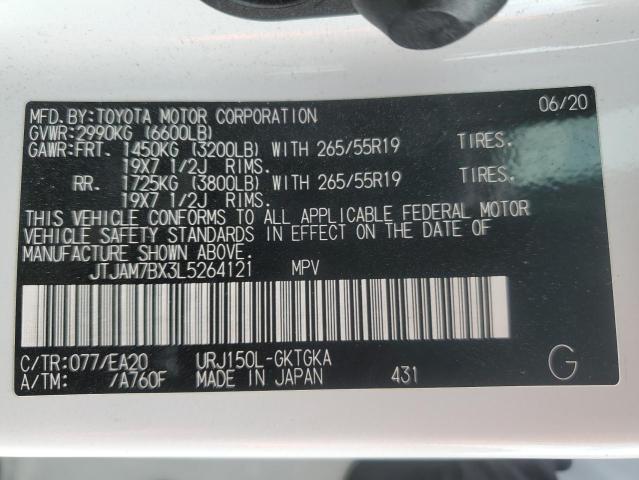 MFD. BY: TOYOTA MOTOR CORPORATION 06/20
GVWR: 2990KG (6600LB)
GAWR: FRT. 1450KG (3200LB) WITH 265/55R19 TIRES.
19X7 1/2J RIMS.
RR. 1725KG (3800LB) WITH 265/55R19 TIRES.
19X7 1/2J RIMS.
THIS VEHICLE CONFORMS TO ALL APPLICABLE FEDERAL MOTOR
VEHICLE SAFETY STANDARDS IN EFFECT ON THE DATE OF
MANUFACTURE SHOWN ABOVE.
JTJAM7BX3L5264121 MPV
C/TR: 077/EA20 URJ150L-GKTGKA
A/TM: /A760F MADE IN JAPAN 431 G